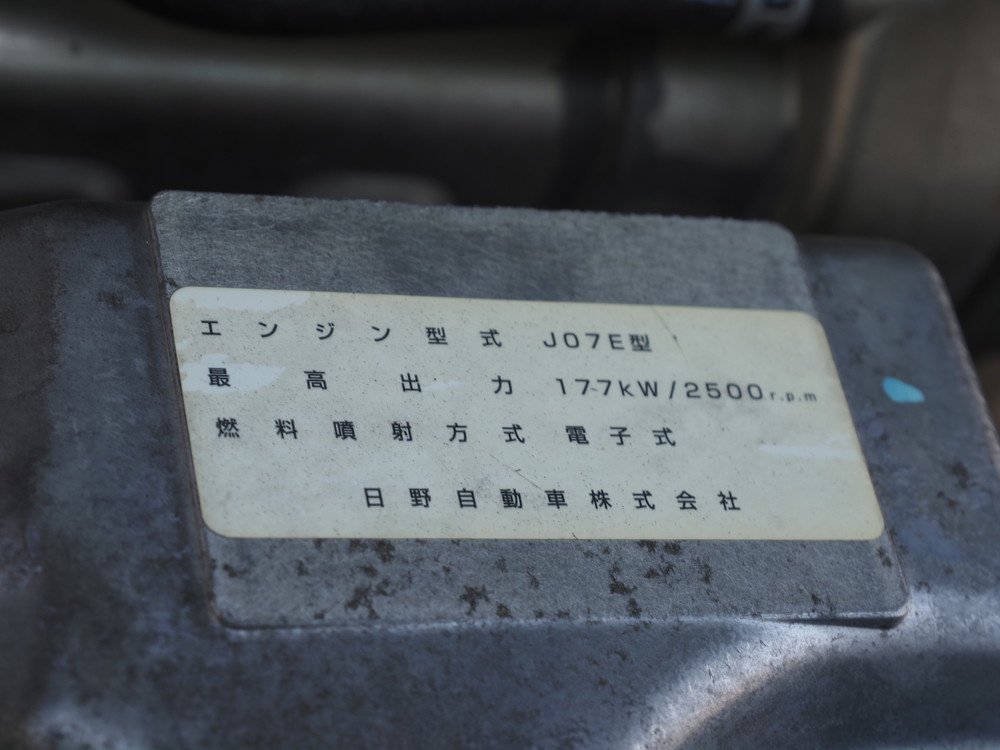 エンジン型式 J07E型
最高出力 177kW/2500r.p.m
燃料噴射方式 電子式
日野自動車株式会社